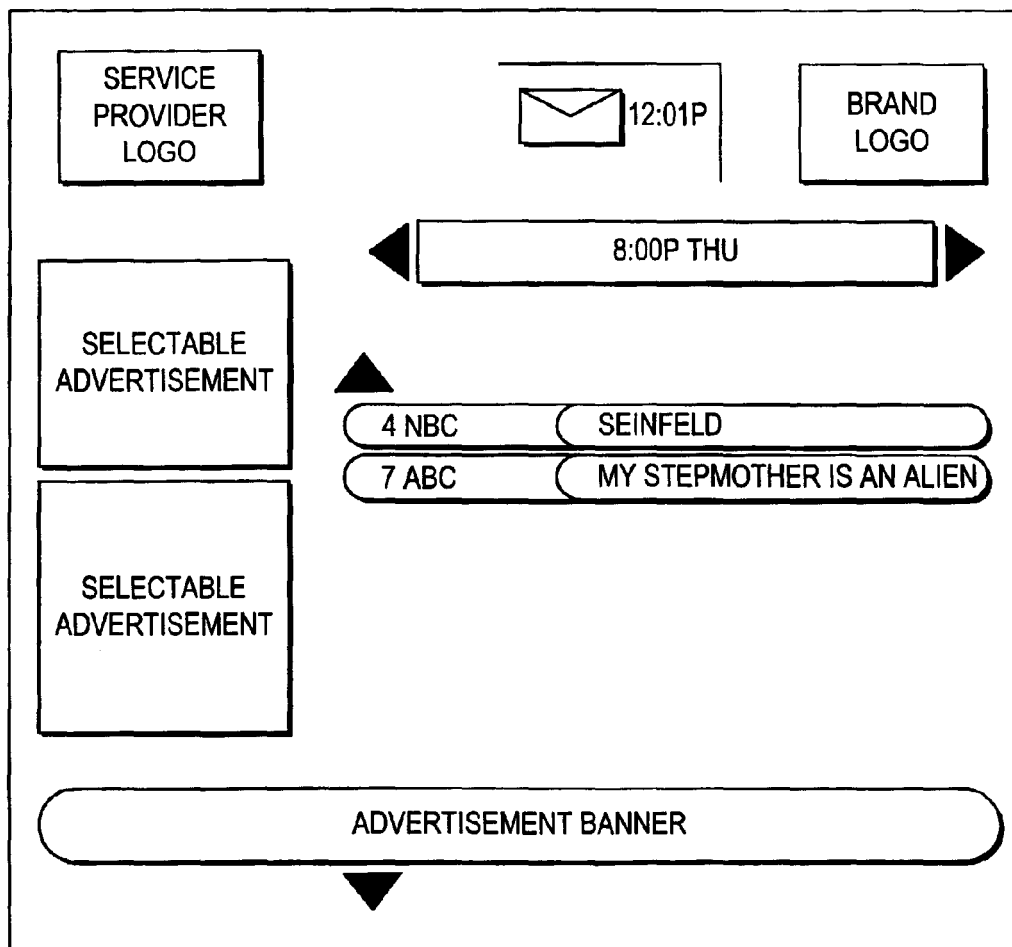 SERVICE
PROVIDER
LOGO
12:01P
BRAND
LOGO
8:00P THU
SELECTABLE
ADVERTISEMENT
4 NBC SEINFELD
7 ABC MY STEPMOTHER IS AN ALIEN
SELECTABLE
ADVERTISEMENT
ADVERTISEMENT BANNER